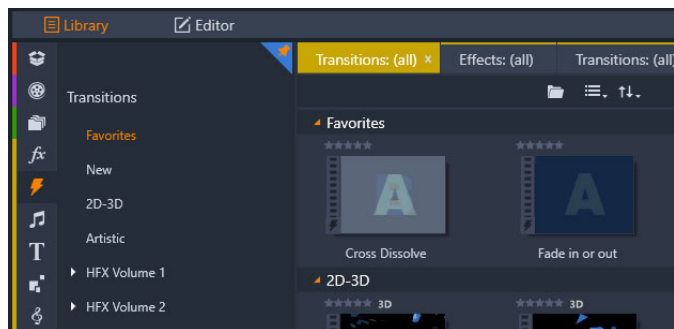 Library Editor
Transitions: (all) × Effects: (all) Transitions: (all)
Transitions
Favorites
New
2D-3D
Artistic
HFX Volume 1
HFX Volume 2
fx
T
Favorites
A A
Cross Dissolve Fade in or out
2D-3D
3D 3D